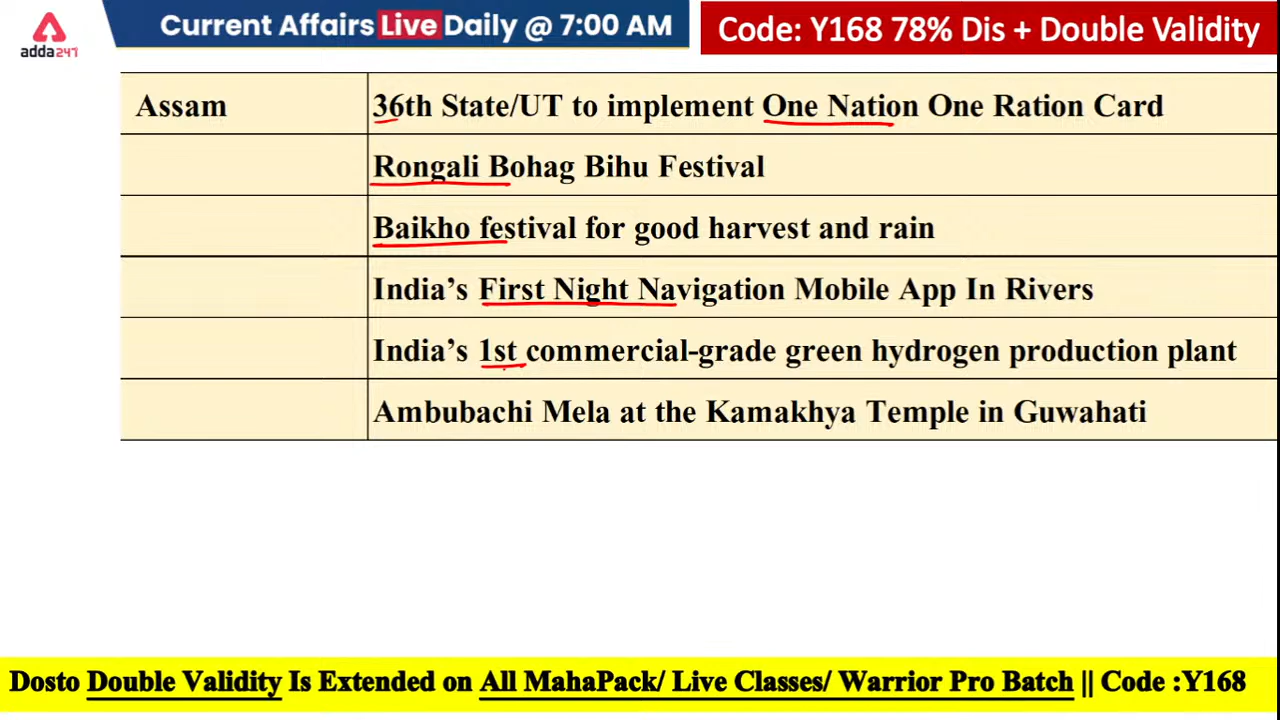 adda247
Current Affairs Live Daily @ 7:00 AM
Code: Y168 78% Dis + Double Validity
Assam 36th State/UT to implement One Nation One Ration Card
Rongali Bohag Bihu Festival
Baikho festival for good harvest and rain
India's First Night Navigation Mobile App In Rivers
India's 1st commercial-grade green hydrogen production plant
Ambubachi Mela at the Kamakhya Temple in Guwahati
Dosto Double Validity Is Extended on All MahaPack/ Live Classes/ Warrior Pro Batch || Code :Y168